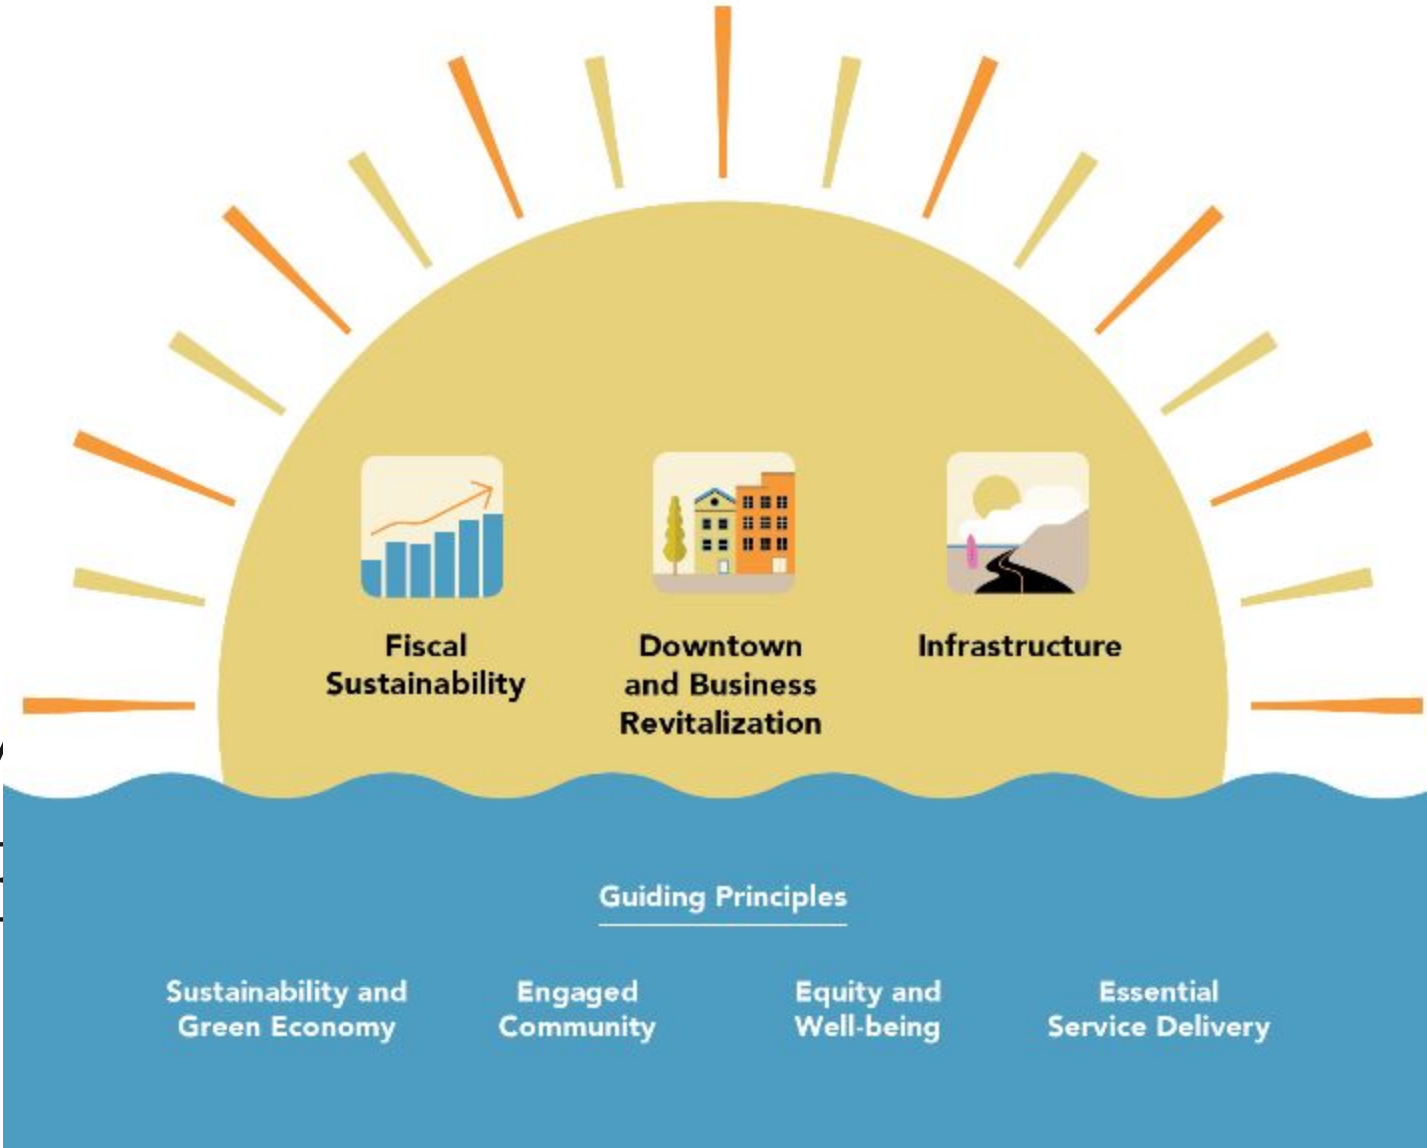 Fiscal
Sustainability
Downtown
and Business
Revitalization
Infrastructure
Guiding Principles
Sustainability and
Green Economy
Engaged
Community
Equity and
Well-being
Essential
Service Delivery